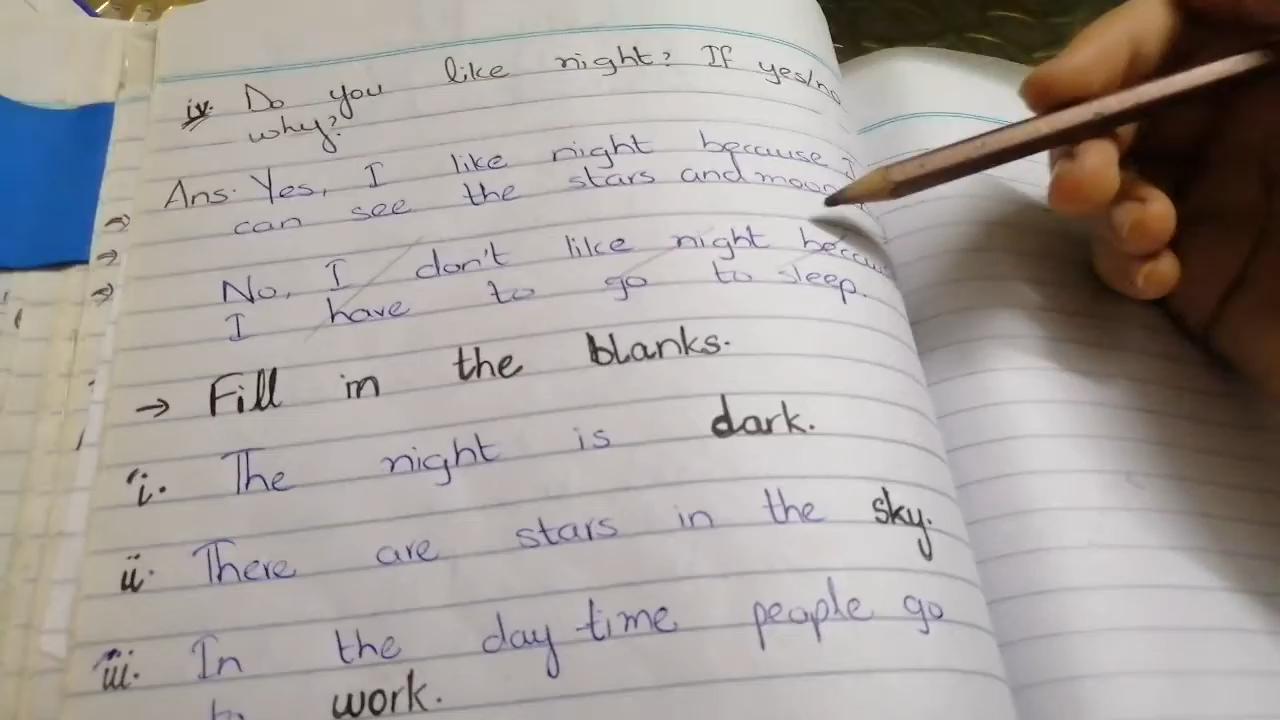 iv. Do you like night? If yes/no
why?
Ans. Yes, I like night because I
can see the stars and moon
No, I don't like night becau
I have to go to sleep.
→ Fill in the blanks.
i. The night is dark.
ii. There are stars in the sky.
iii. In the day time people go
to work.